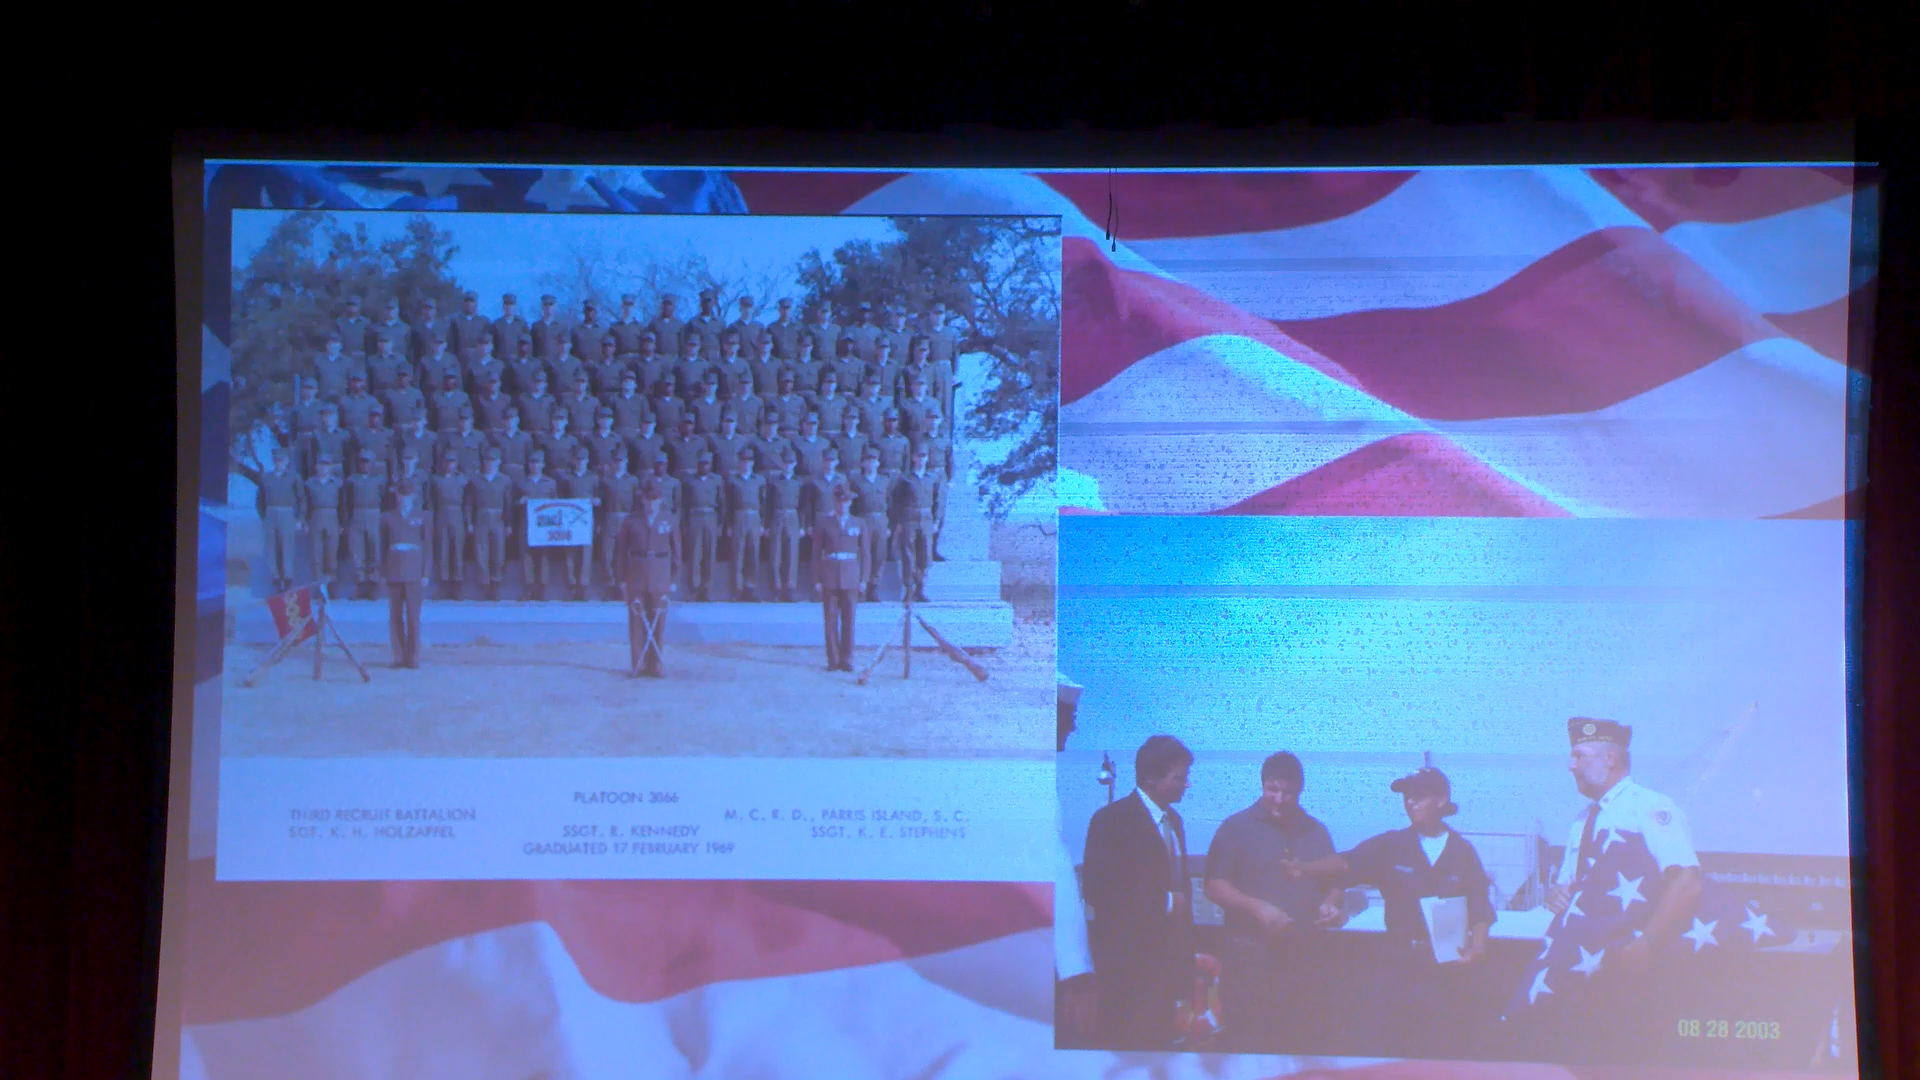 3066
PLATOON 3066
THIRD RECRUIT BATTALION
M. C. R. D., PARRIS ISLAND, S. C.
SGT. K. H. HOLZAPFEL
SSGT. R. KENNEDY
SSGT. K. E. STEPHENS
GRADUATED 17 FEBRUARY 1969
08 28 2003